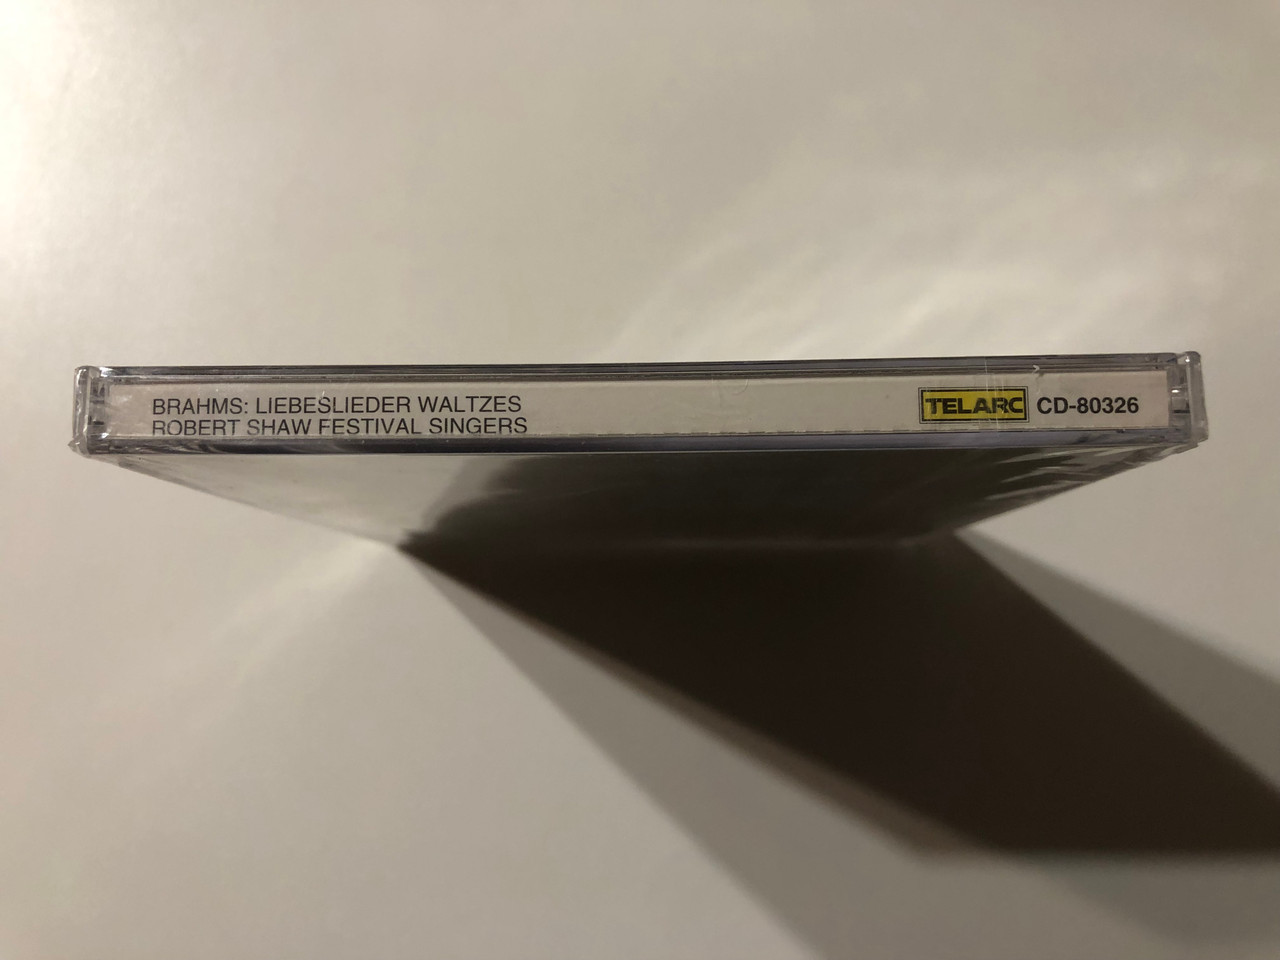 BRAHMS: LIEBESLIEDER WALTZES
ROBERT SHAW FESTIVAL SINGERS
TELARC CD-80326